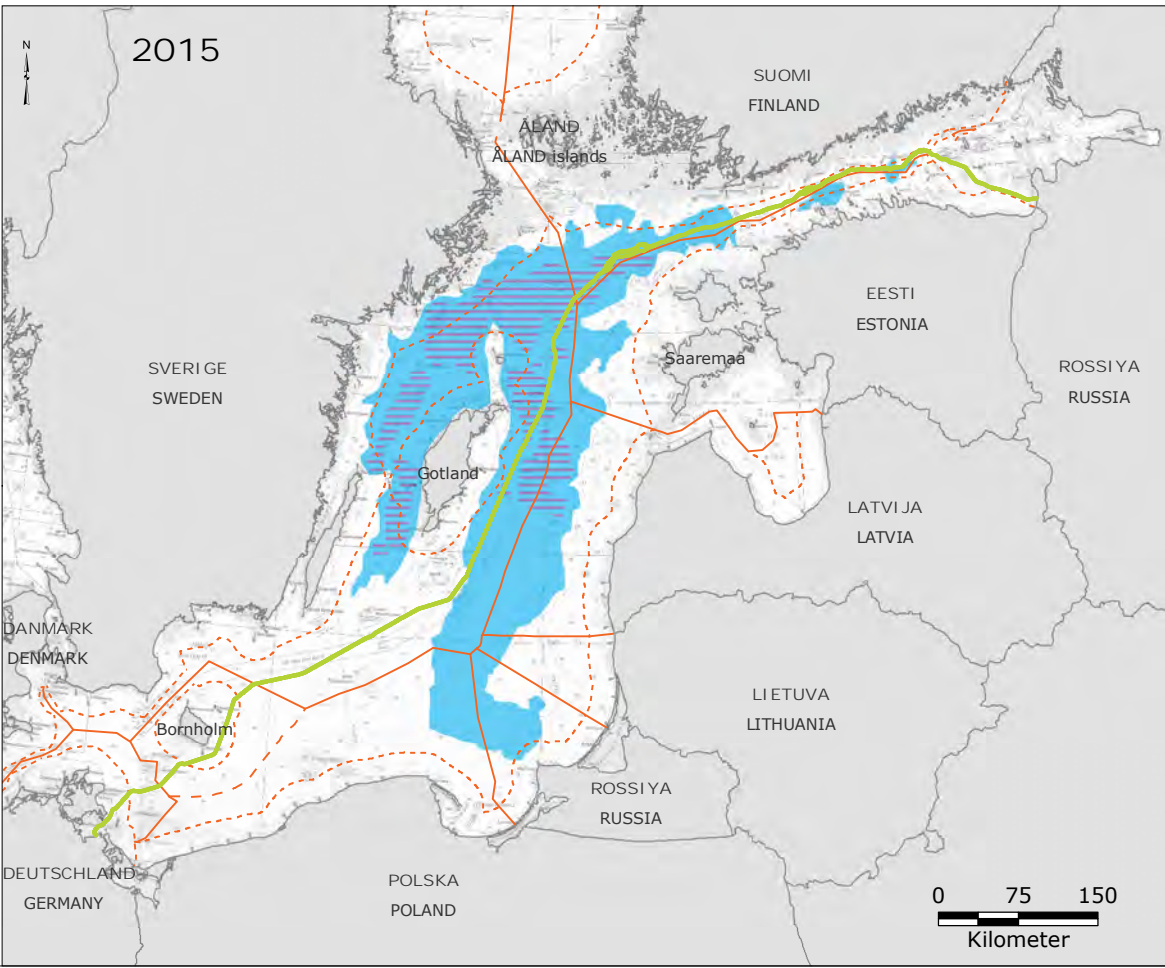 N
2015
SUOMI
FINLAND
ÅLAND
ÅLAND islands
EESTI
ESTONIA
Saaremaa
ROSSIYA
RUSSIA
SVERIGE
SWEDEN
Gotland
LATVIJA
LATVIA
DANMARK
DENMARK
LIETUVA
LITHUANIA
Bornholm
ROSSIYA
RUSSIA
DEUTSCHLAND
GERMANY
POLSKA
POLAND
0 75 150
Kilometer